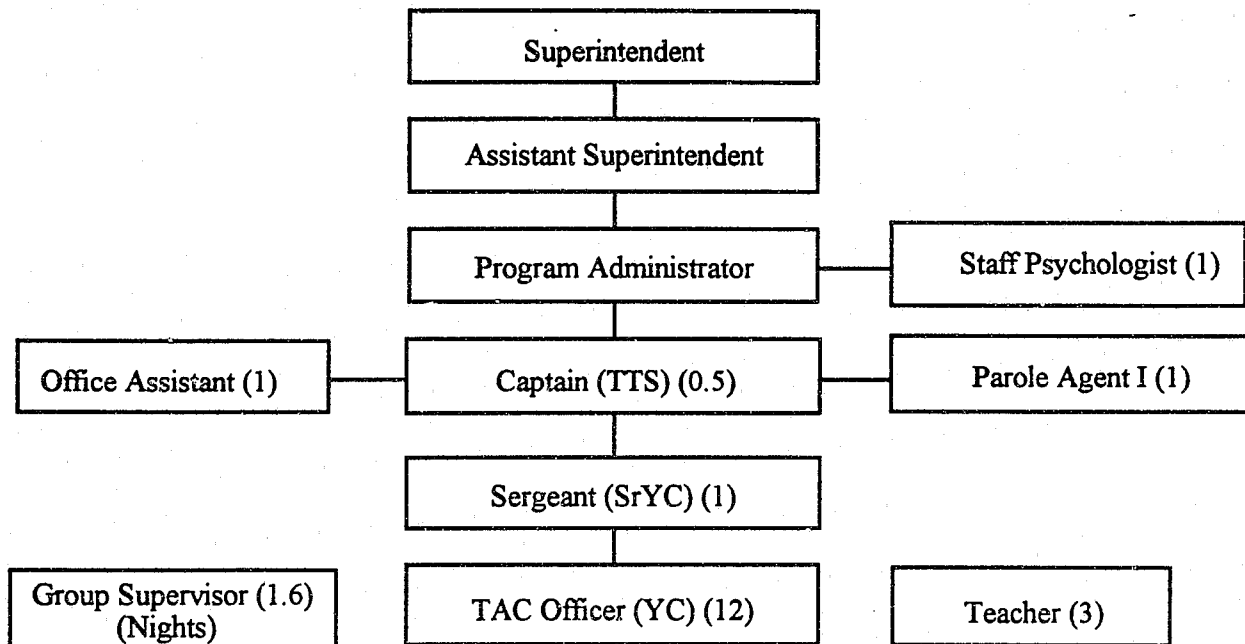 Superintendent
Assistant Superintendent
Program Administrator
Staff Psychologist (1)
Office Assistant (1)
Captain (TTS) (0.5)
Parole Agent I (1)
Sergeant (SrYC) (1)
Group Supervisor (1.6)
(Nights)
TAC Officer (YC) (12)
Teacher (3)